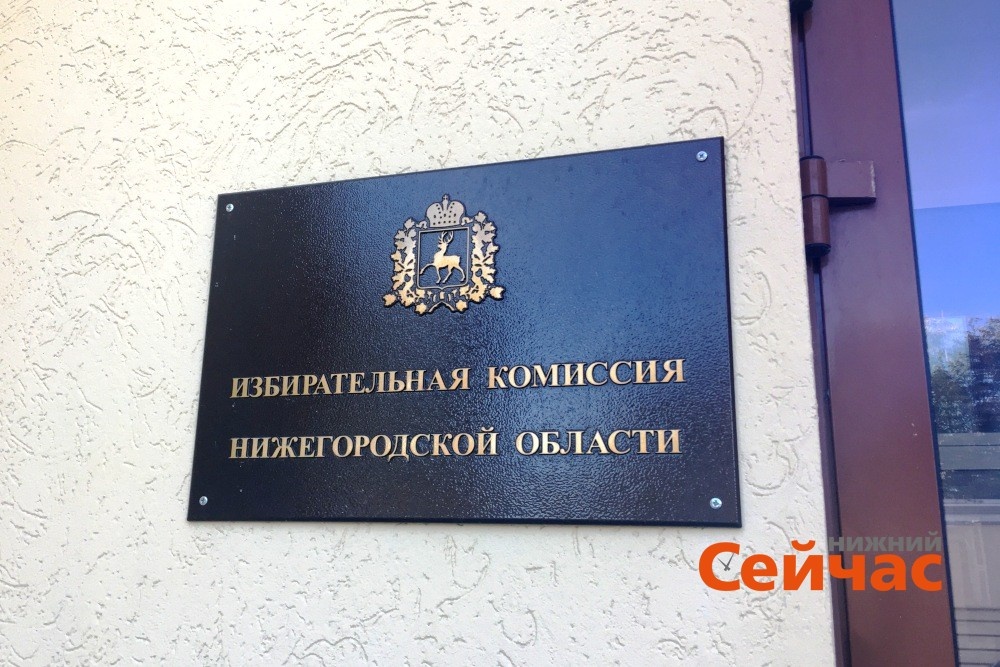 ИЗБИРАТЕЛЬНАЯ КОМИССИЯ
НИЖЕГОРОДСКОЙ ОБЛАСТИ
нижний
Сейчас